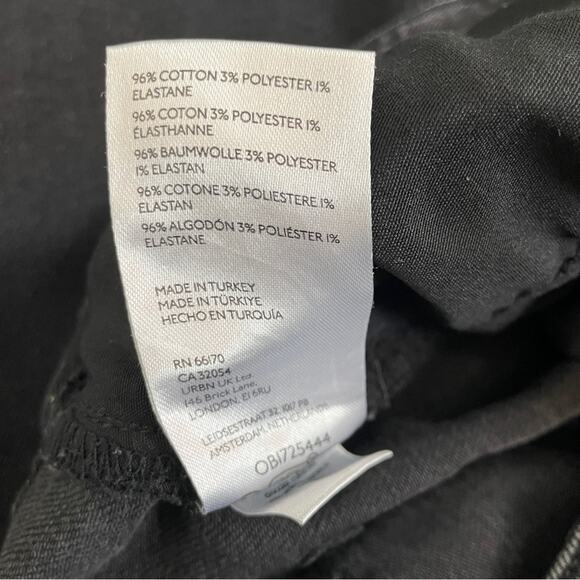 96% COTTON 3% POLYESTER 1%
ELASTANE
96% COTON 3% POLYESTER 1%
ÉLASTHANNE
96% BAUMWOLLE 3% POLYESTER
1% ELASTAN
96% COTONE 3% POLIESTERE 1%
ELASTAN
96% ALGODÓN 3% POLIÉSTER 1%
ELASTANE
MADE IN TURKEY
MADE IN TÜRKIYE
HECHO EN TURQUÍA
RN 66170
CA 32054
URBN UK Ltd.
146 Brick Lane,
LONDON, E1 6RU
LEIDSESTRAAT 32, 1017 PB
AMSTERDAM, NETHERLANDS
OB1725444